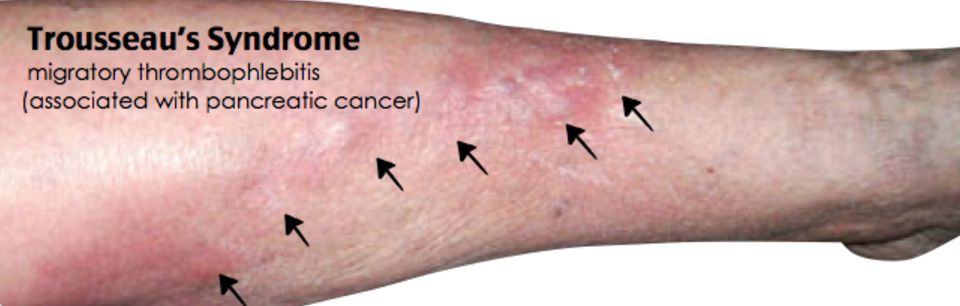 Trousseau's Syndrome
migratory thrombophlebitis
(associated with pancreatic cancer)